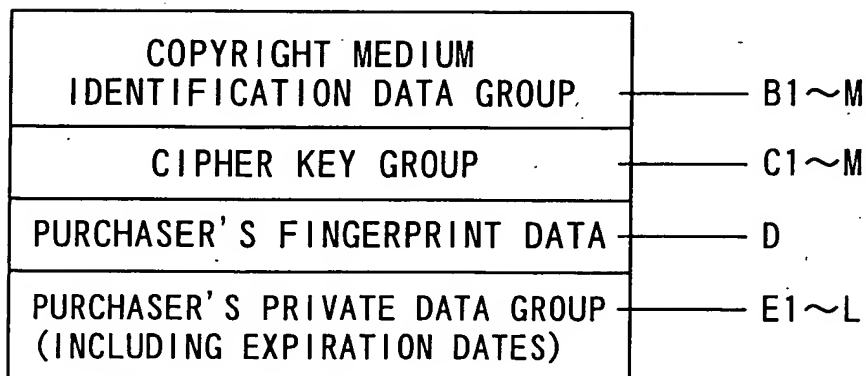 COPYRIGHT MEDIUM
IDENTIFICATION DATA GROUP B1～M
CIPHER KEY GROUP C1～M
PURCHASER'S FINGERPRINT DATA D
PURCHASER'S PRIVATE DATA GROUP E1～L
(INCLUDING EXPIRATION DATES)